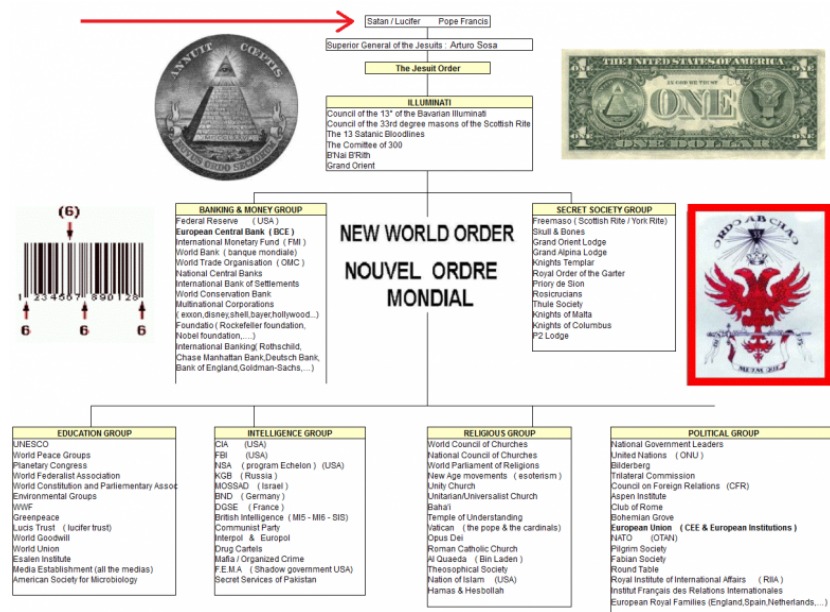 Satan / Lucifer Pope Francis
Superior General of the Jesuits : Arturo Sosa
The Jesuit Order
ILLUMINATI
Council of the 13° of the Bavarian Illuminati
Council of the 33rd degree masons of the Scottish Rite
The 13 Satanic Bloodlines
The Comittee of 300
B'Nai B'Rith
Grand Orient
ANNUIT CŒPTIS
NOVUS ORDO SECLORUM
THE UNITED STATES OF AMERICA
IN GOD WE TRUST
ONE
ONE DOLLAR
(6)
1 234567 890128
6 6 6
BANKING & MONEY GROUP
Federal Reserve ( USA )
European Central Bank ( BCE )
International Monetary Fund ( FMI )
World Bank ( banque mondiale)
World Trade Organisation ( OMC )
National Central Banks
International Bank of Settlements
World Conservation Bank
Multinational Corporations
( exxon,disney,shell,bayer,hollywood...)
Foundatio ( Rockefeller foundation,
Nobel foundation,....)
International Banking( Rothschild,
Chase Manhattan Bank,Deutsch Bank,
Bank of England,Goldman-Sachs,....)
NEW WORLD ORDER
NOUVEL ORDRE
MONDIAL
SECRET SOCIETY GROUP
Freemaso ( Scottish Rite / York Rite)
Skull & Bones
Grand Orient Lodge
Grand Alpina Lodge
Knights Templar
Royal Order of the Garter
Priory de Sion
Rosicrucians
Thule Society
Knights of Malta
Knights of Columbus
P2 Lodge
ORDO AB CHAO
EDUCATION GROUP
UNESCO
World Peace Groups
Planetary Congress
World Federalist Association
World Constitution and Parliementary Assoc
Environmental Groups
WWF
Greenpeace
Lucis Trust ( lucifer trust)
World Goodwill
World Union
Esalen Institute
Media Establishment (all the medias)
American Society for Microbiology
INTELLIGENCE GROUP
CIA (USA)
FBI (USA)
NSA ( program Echelon ) (USA)
KGB ( Russia )
MOSSAD ( Israel )
BND ( Germany )
DGSE ( France )
British Intelligence ( MI5 - MI6 - SIS)
Communist Party
Interpol & Europol
Drug Cartels
Mafia / Organized Crime
F.E.M.A ( Shadow government USA)
Secret Services of Pakistan
RELIGIOUS GROUP
World Council of Churches
National Council of Churches
World Parliament of Religions
New Age movements ( esoterism )
Unity Church
Unitarian/Universalist Church
Baha'i
Temple of Understanding
Vatican ( the pope & the cardinals)
Opus Dei
Roman Catholic Church
Al Quaeda ( Bin Laden )
Theosophical Society
Nation of Islam (USA)
Hamas & Hesbollah
POLITICAL GROUP
National Government Leaders
United Nations ( ONU )
Bilderberg
Trilateral Commission
Council on Foreign Relations ( CFR)
Aspen Institute
Club of Rome
Bohemian Grove
European Union ( CEE & European Institutions )
NATO (OTAN)
Pilgrim Society
Fabian Society
Round Table
Royal Institute of International Affairs ( RIIA )
Institut Français des Relations Internationales
European Royal Families (England,Spain,Netherlands,....)